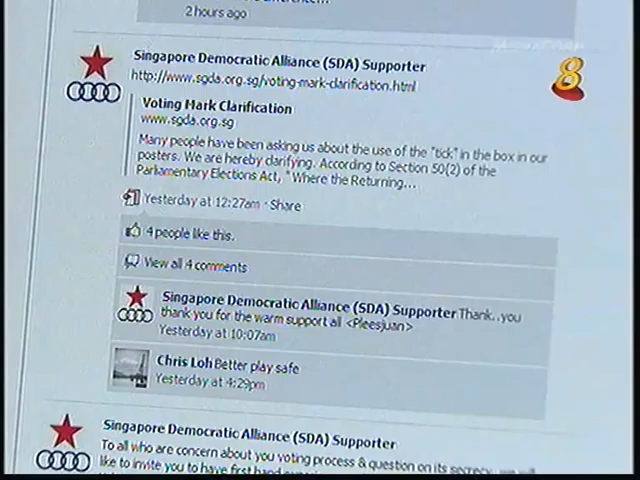 2 hours ago
Singapore Democratic Alliance (SDA) Supporter
http://www.sgda.org.sg/voting-mark-clarification.html
8
Voting Mark Clarification
www.sgda.org.sg
Many people have been asking us about the use of the "tick" in the box in our
posters. We are hereby clarifying. According to Section 50(2) of the
Parliamentary Elections Act, "Where the Returning...
Yesterday at 12:27am · Share
4 people like this.
View all 4 comments
Singapore Democratic Alliance (SDA) Supporter Thank..you
thank you for the warm support all <Pleesjuan>
Yesterday at 10:07am
Chris Loh Better play safe
Yesterday at 4:29pm
Singapore Democratic Alliance (SDA) Supporter
To all who are concern about you voting process & question on its secrecy, we will
like to invite you to have first hand